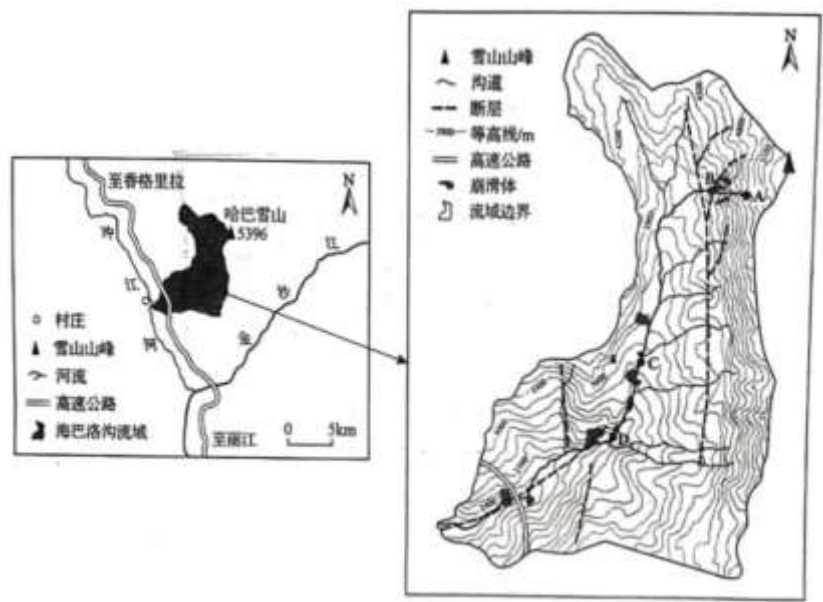 至香格里拉
N
哈巴雪山
5396
冲
江
河
金
沙
江
村庄
雪山山峰
河流
高速公路
海巴洛沟流域
至丽江
0 5km
N
雪山山峰
沟道
断层
等高线/m
高速公路
崩滑体
流域边界
A
B
C
D